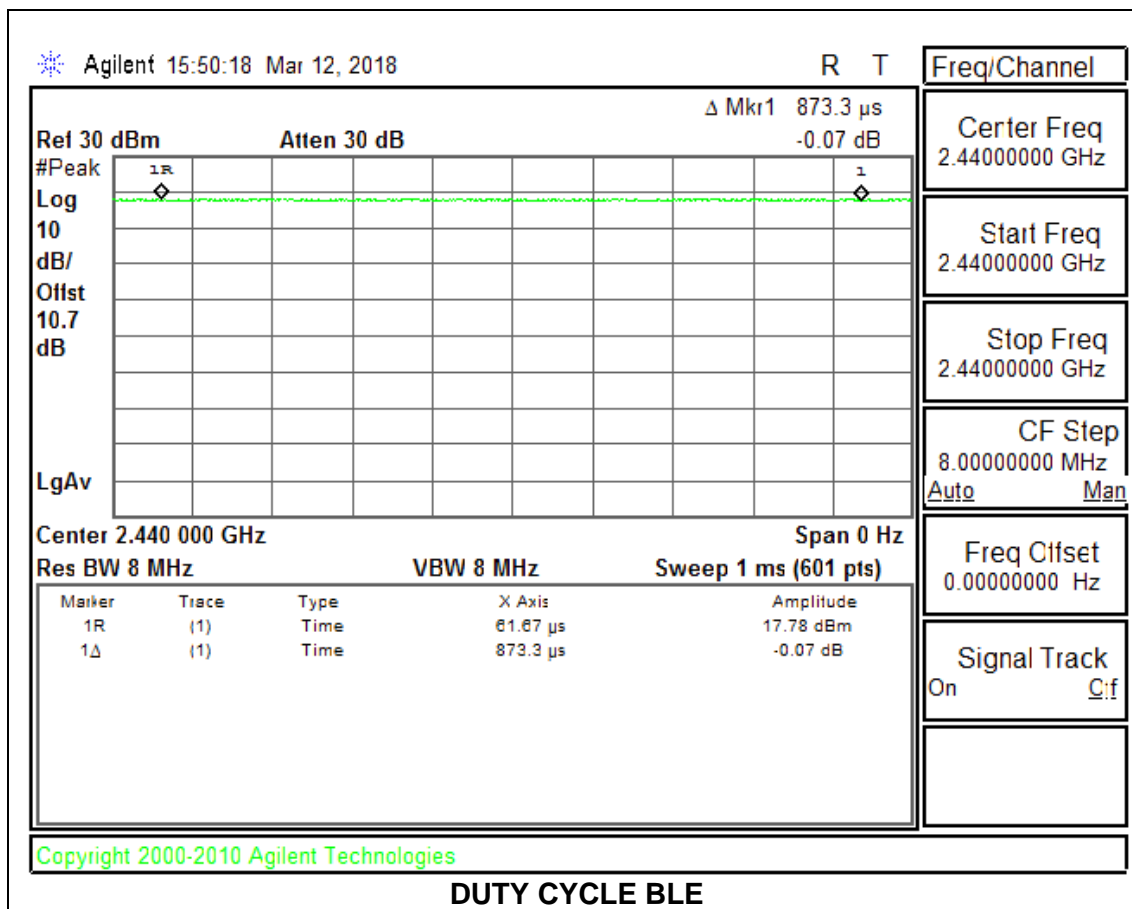 Agilent 15:50:18 Mar 12, 2018 R T
Δ Mkr1 873.3 µs
Ref 30 dBm Atten 30 dB -0.07 dB
#Peak
Log
10
dB/
Offst
10.7
dB
LgAv
1R
1
Center 2.440 000 GHz Span 0 Hz
Res BW 8 MHz VBW 8 MHz Sweep 1 ms (601 pts)
Marker Trace Type X Axis Amplitude
1R (1) Time 61.67 µs 17.78 dBm
1Δ (1) Time 873.3 µs -0.07 dB
Freq/Channel
Center Freq
2.44000000 GHz
Start Freq
2.44000000 GHz
Stop Freq
2.44000000 GHz
CF Step
8.00000000 MHz
Auto Man
Freq Offset
0.00000000 Hz
Signal Track
On Off
Copyright 2000-2010 Agilent Technologies
DUTY CYCLE BLE